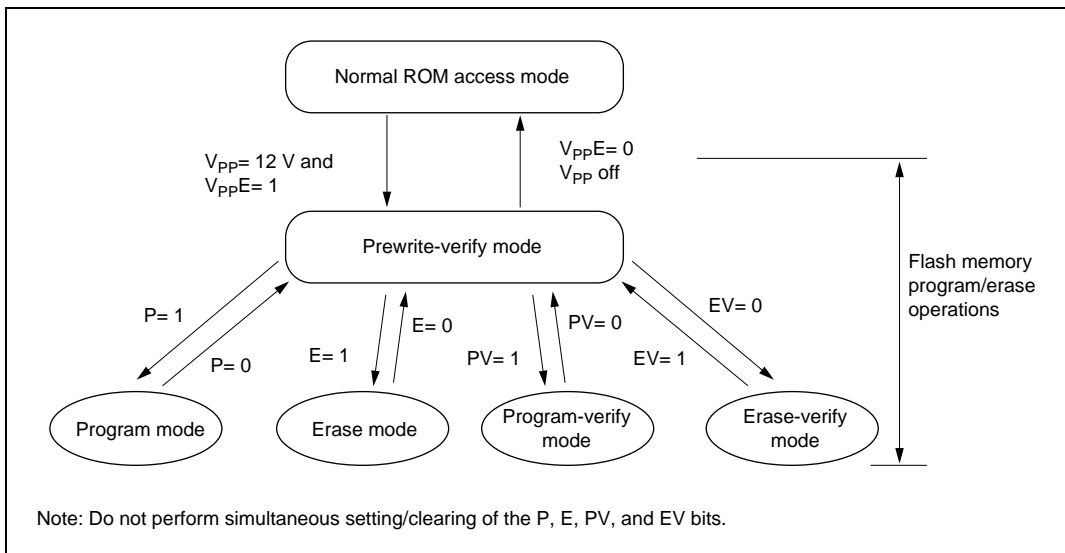 Normal ROM access mode
VPP= 12 V and
VPPE= 1
VPPE= 0
VPP off
Prewrite-verify mode
Flash memory
program/erase
operations
P= 1
P= 0
E= 1
E= 0
PV= 1
PV= 0
EV= 1
EV= 0
Program mode
Erase mode
Program-verify
mode
Erase-verify
mode
Note: Do not perform simultaneous setting/clearing of the P, E, PV, and EV bits.